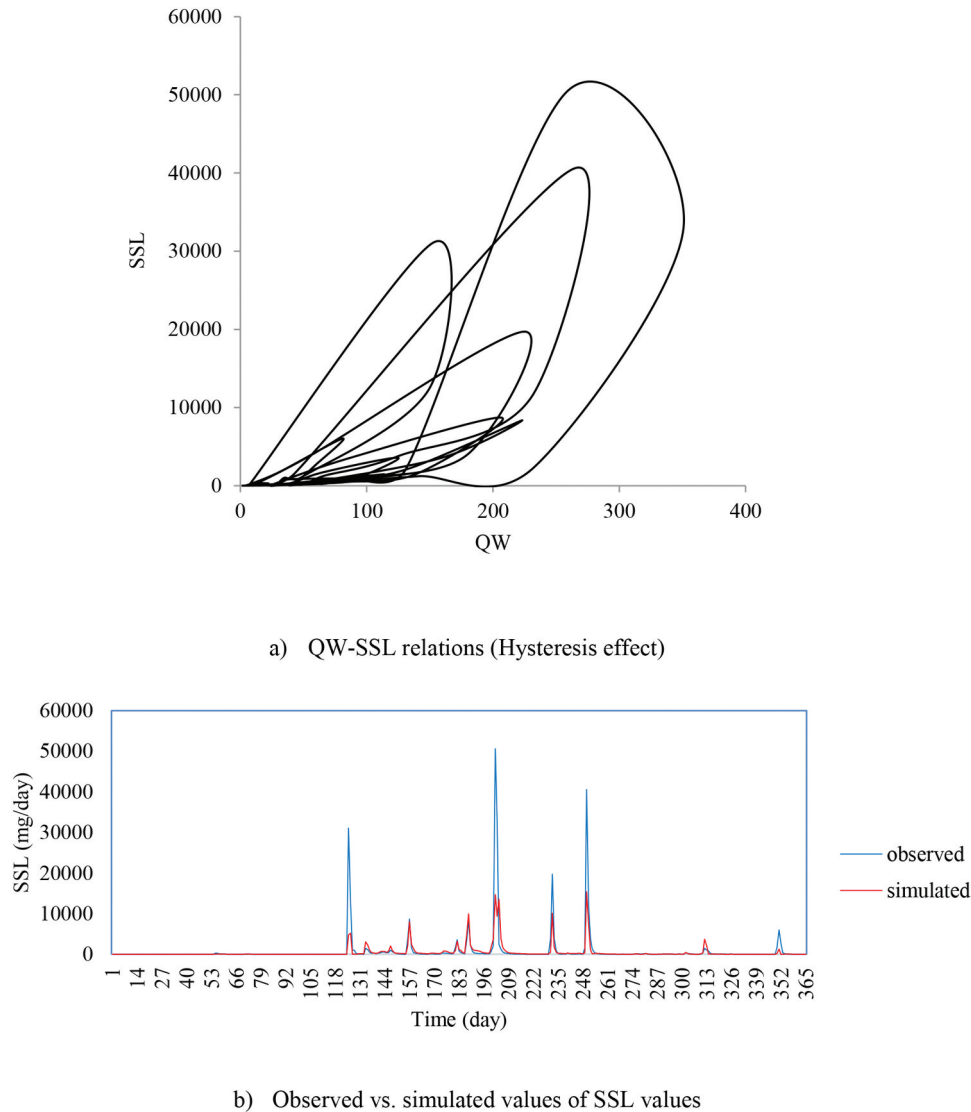 60000
50000
40000
30000
20000
10000
0
SSL
0 100 200 300 400
QW
a) QW-SSL relations (Hysteresis effect)
60000
50000
40000
30000
20000
10000
0
SSL (mg/day)
1 14 27 40 53 66 79 92 105 118 131 144 157 170 183 196 209 222 235 248 261 274 287 300 313 326 339 352 365
Time (day)
observed
simulated
b) Observed vs. simulated values of SSL values